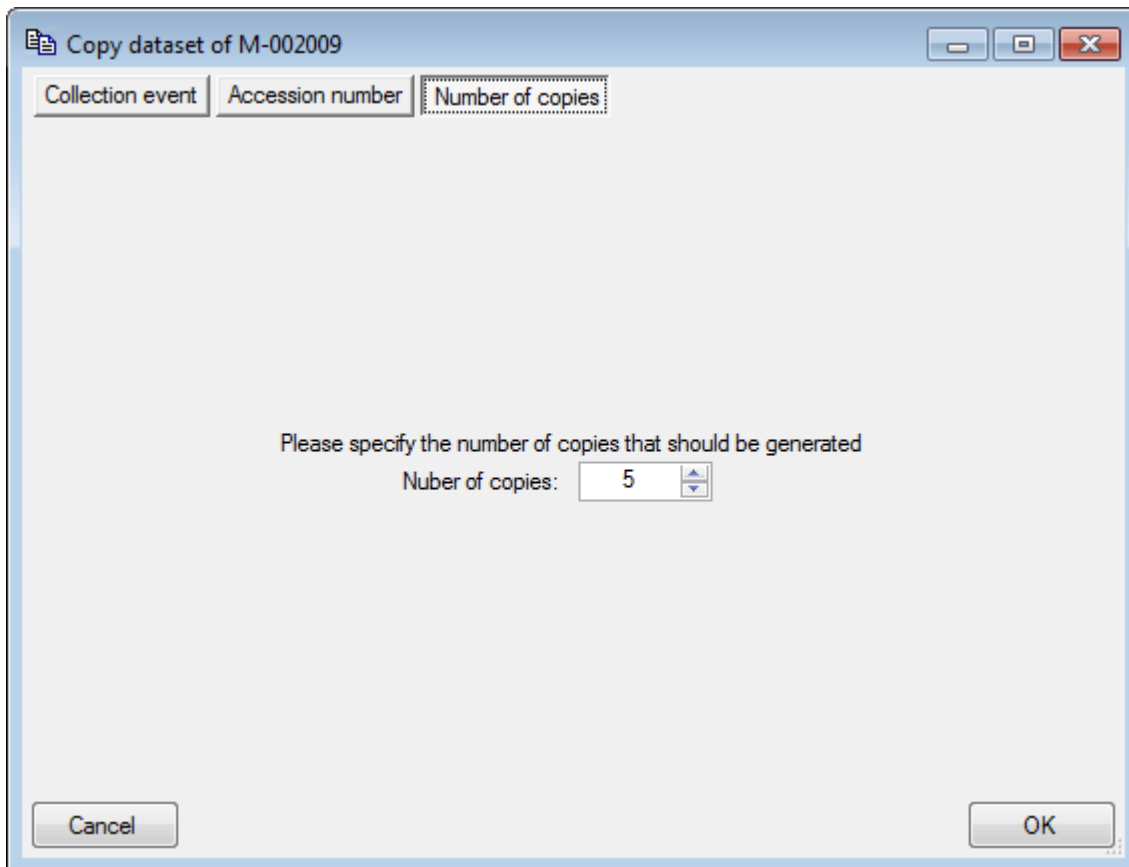 Copy dataset of M-002009
Collection event Accession number Number of copies
Please specify the number of copies that should be generated
Nuber of copies: 5
Cancel OK